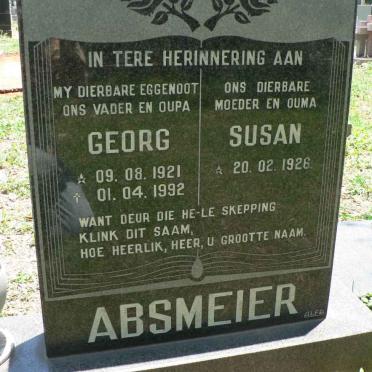 IN TERE HERINNERING AAN
MY DIERBARE EGGENOOT
ONS VADER EN OUPA
GEORG
☆ 09.08.1921
† 01.04.1992
ONS DIERBARE
MOEDER EN OUMA
SUSAN
☆ 20.02.1926
WANT DEUR DIE HE-LE SKEPPING
KLINK DIT SAAM,
HOE HEERLIK, HEER, U GROOTTE NAAM.
ABSMEIER